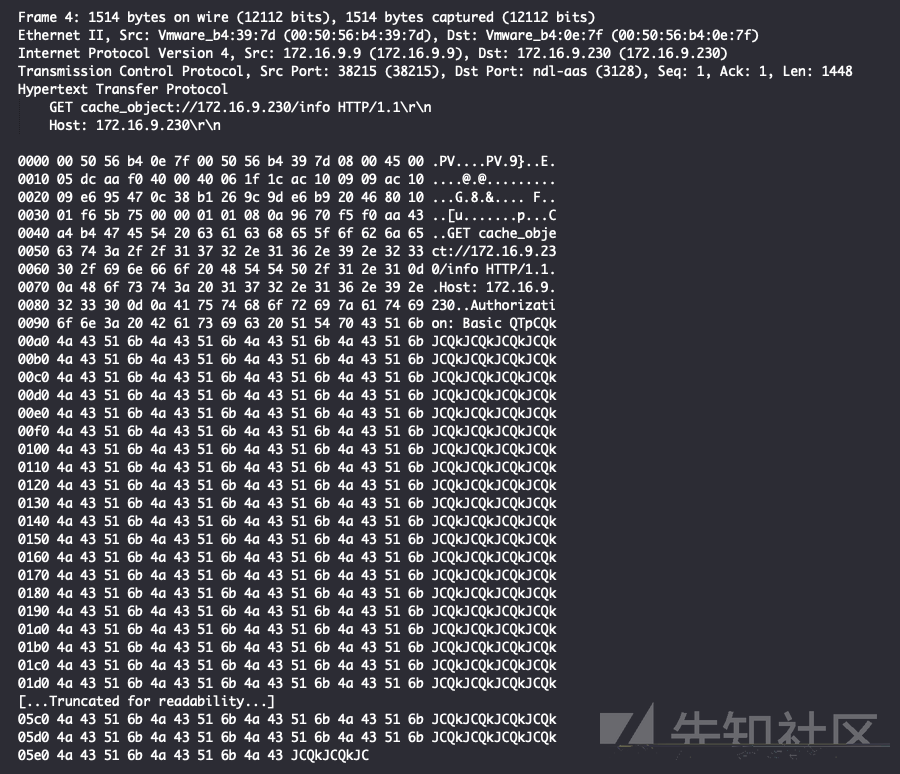 Frame 4: 1514 bytes on wire (12112 bits), 1514 bytes captured (12112 bits)
Ethernet II, Src: Vmware_b4:39:7d (00:50:56:b4:39:7d), Dst: Vmware_b4:0e:7f (00:50:56:b4:0e:7f)
Internet Protocol Version 4, Src: 172.16.9.9 (172.16.9.9), Dst: 172.16.9.230 (172.16.9.230)
Transmission Control Protocol, Src Port: 38215 (38215), Dst Port: ndl-aas (3128), Seq: 1, Ack: 1, Len: 1448
Hypertext Transfer Protocol
    GET cache_object://172.16.9.230/info HTTP/1.1\r\n
    Host: 172.16.9.230\r\n
0000 00 50 56 b4 0e 7f 00 50 56 b4 39 7d 08 00 45 00 .PV....PV.9}..E.
0010 05 dc aa f0 40 00 40 06 1f 1c ac 10 09 09 ac 10 ....@.@.........
0020 09 e6 95 47 0c 38 b1 26 9c 9d e6 b9 20 46 80 10 ...G.8.&.... F..
0030 01 f6 5b 75 00 00 01 01 08 0a 96 70 f5 f0 aa 43 ..[u.......p...C
0040 a4 b4 47 45 54 20 63 61 63 68 65 5f 6f 62 6a 65 ..GET cache_obje
0050 63 74 3a 2f 2f 31 37 32 2e 31 36 2e 39 2e 32 33 ct://172.16.9.23
0060 30 2f 69 6e 66 6f 20 48 54 54 50 2f 31 2e 31 0d 0/info HTTP/1.1.
0070 0a 48 6f 73 74 3a 20 31 37 32 2e 31 36 2e 39 2e .Host: 172.16.9.
0080 32 33 30 0d 0a 41 75 74 68 6f 72 69 7a 61 74 69 230..Authorizati
0090 6f 6e 3a 20 42 61 73 69 63 20 51 54 70 43 51 6b on: Basic QTpCQk
00a0 4a 43 51 6b 4a 43 51 6b 4a 43 51 6b 4a 43 51 6b JCQkJCQkJCQkJCQk
00b0 4a 43 51 6b 4a 43 51 6b 4a 43 51 6b 4a 43 51 6b JCQkJCQkJCQkJCQk
00c0 4a 43 51 6b 4a 43 51 6b 4a 43 51 6b 4a 43 51 6b JCQkJCQkJCQkJCQk
00d0 4a 43 51 6b 4a 43 51 6b 4a 43 51 6b 4a 43 51 6b JCQkJCQkJCQkJCQk
00e0 4a 43 51 6b 4a 43 51 6b 4a 43 51 6b 4a 43 51 6b JCQkJCQkJCQkJCQk
00f0 4a 43 51 6b 4a 43 51 6b 4a 43 51 6b 4a 43 51 6b JCQkJCQkJCQkJCQk
0100 4a 43 51 6b 4a 43 51 6b 4a 43 51 6b 4a 43 51 6b JCQkJCQkJCQkJCQk
0110 4a 43 51 6b 4a 43 51 6b 4a 43 51 6b 4a 43 51 6b JCQkJCQkJCQkJCQk
0120 4a 43 51 6b 4a 43 51 6b 4a 43 51 6b 4a 43 51 6b JCQkJCQkJCQkJCQk
0130 4a 43 51 6b 4a 43 51 6b 4a 43 51 6b 4a 43 51 6b JCQkJCQkJCQkJCQk
0140 4a 43 51 6b 4a 43 51 6b 4a 43 51 6b 4a 43 51 6b JCQkJCQkJCQkJCQk
0150 4a 43 51 6b 4a 43 51 6b 4a 43 51 6b 4a 43 51 6b JCQkJCQkJCQkJCQk
0160 4a 43 51 6b 4a 43 51 6b 4a 43 51 6b 4a 43 51 6b JCQkJCQkJCQkJCQk
0170 4a 43 51 6b 4a 43 51 6b 4a 43 51 6b 4a 43 51 6b JCQkJCQkJCQkJCQk
0180 4a 43 51 6b 4a 43 51 6b 4a 43 51 6b 4a 43 51 6b JCQkJCQkJCQkJCQk
0190 4a 43 51 6b 4a 43 51 6b 4a 43 51 6b 4a 43 51 6b JCQkJCQkJCQkJCQk
01a0 4a 43 51 6b 4a 43 51 6b 4a 43 51 6b 4a 43 51 6b JCQkJCQkJCQkJCQk
01b0 4a 43 51 6b 4a 43 51 6b 4a 43 51 6b 4a 43 51 6b JCQkJCQkJCQkJCQk
01c0 4a 43 51 6b 4a 43 51 6b 4a 43 51 6b 4a 43 51 6b JCQkJCQkJCQkJCQk
01d0 4a 43 51 6b 4a 43 51 6b 4a 43 51 6b 4a 43 51 6b JCQkJCQkJCQkJCQk
[...Truncated for readability...]
05c0 4a 43 51 6b 4a 43 51 6b 4a 43 51 6b 4a 43 51 6b JCQkJCQkJCQkJCQk
05d0 4a 43 51 6b 4a 43 51 6b 4a 43 51 6b 4a 43 51 6b JCQkJCQkJCQkJCQk
05e0 4a 43 51 6b 4a 43 51 6b 4a 43 JCQkJCQkJC
先知社区